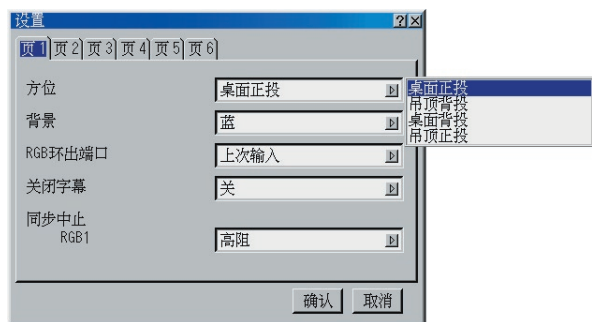 设置
页1 页2 页3 页4 页5 页6
方位 桌面正投
桌面正投
吊顶背投
桌面背投
吊顶正投
背景 蓝
RGB环出端口 上次输入
关闭字幕 关
同步中止
RGB1 高阻
确认 取消